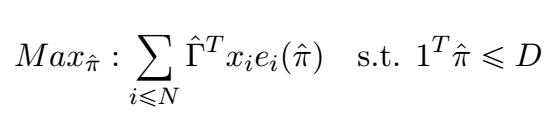 Max_{\hat{\pi}} : \sum_{i \leqslant N} \hat{\Gamma}^T x_i e_i(\hat{\pi}) \quad \text{s.t. } 1^T \hat{\pi} \leqslant D